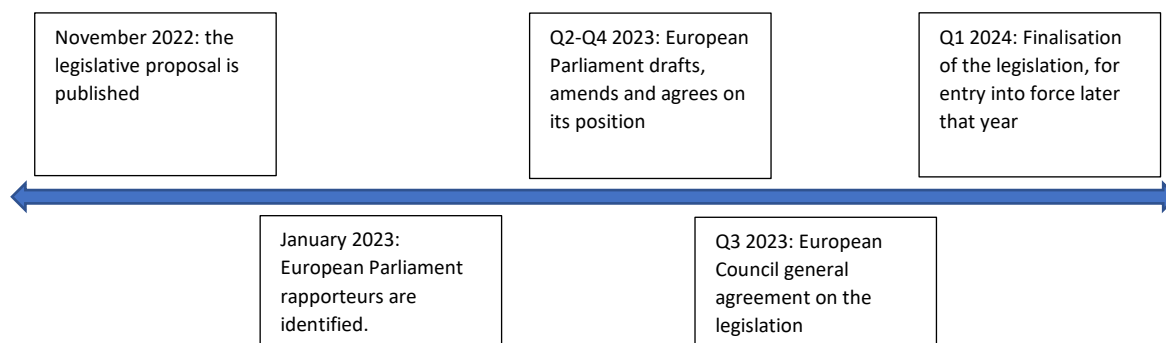 November 2022: the
legislative proposal is
published
Q2-Q4 2023: European
Parliament drafts,
amends and agrees on
its position
Q1 2024: Finalisation
of the legislation, for
entry into force later
that year
January 2023:
European Parliament
rapporteurs are
identified.
Q3 2023: European
Council general
agreement on the
legislation